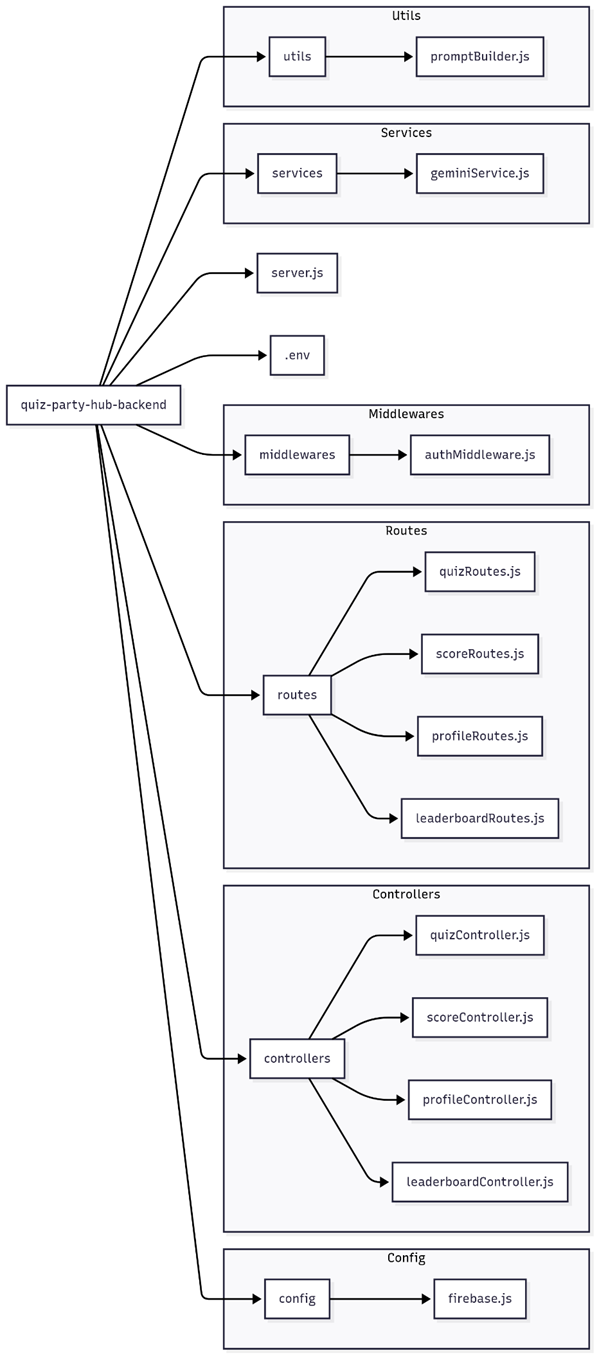 Utils
utils
promptBuilder.js
Services
services
geminiService.js
server.js
.env
quiz-party-hub-backend
Middlewares
middlewares
authMiddleware.js
Routes
quizRoutes.js
scoreRoutes.js
routes
profileRoutes.js
leaderboardRoutes.js
Controllers
quizController.js
scoreController.js
controllers
profileController.js
leaderboardController.js
Config
config
firebase.js